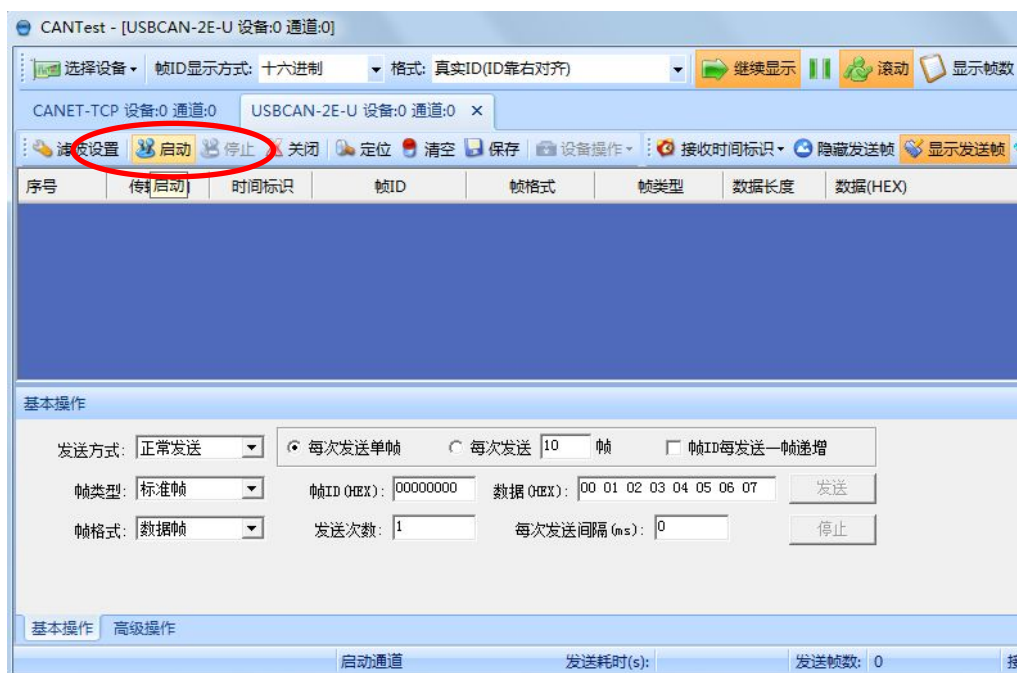 CANTest - [USBCAN-2E-U 设备:0 通道:0]
选择设备 帧ID显示方式: 十六进制 格式: 真实ID(ID靠右对齐) 继续显示 滚动 显示帧数
CANET-TCP 设备:0 通道:0 USBCAN-2E-U 设备:0 通道:0 ×
滤波设置 启动 停止 关闭 定位 清空 保存 设备操作 接收时间标识 隐藏发送帧 显示发送帧
序号 传 启动 时间标识 帧ID 帧格式 帧类型 数据长度 数据(HEX)
基本操作
发送方式: 正常发送 每次发送单帧 每次发送 10 帧 帧ID每发送一帧递增
帧类型: 标准帧 帧ID(HEX): 00000000 数据(HEX): 00 01 02 03 04 05 06 07 发送
帧格式: 数据帧 发送次数: 1 每次发送间隔(ms): 0 停止
基本操作 高级操作
启动通道 发送耗时(s): 发送帧数: 0